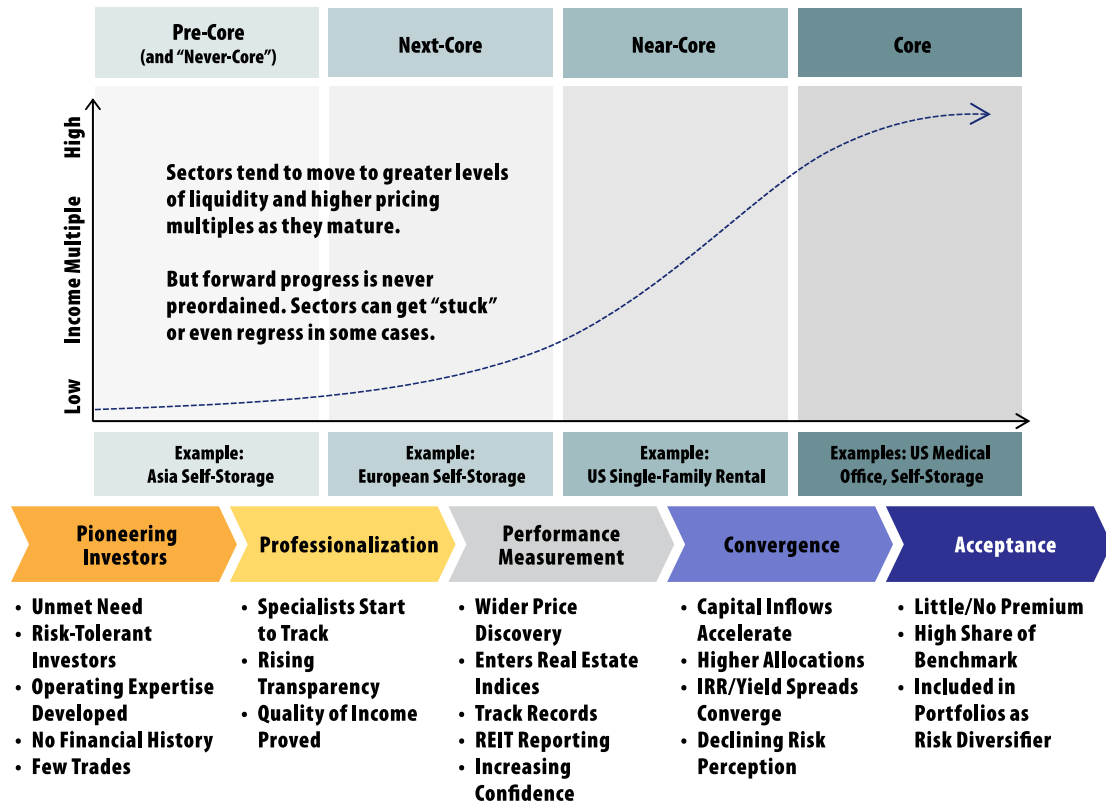 Pre-Core
(and “Never-Core”)
Next-Core
Near-Core
Core
High
Income Multiple
Low
Sectors tend to move to greater levels
of liquidity and higher pricing
multiples as they mature.
But forward progress is never
preordained. Sectors can get “stuck”
or even regress in some cases.
Example:
Asia Self-Storage
Example:
European Self-Storage
Example:
US Single-Family Rental
Examples: US Medical
Office, Self-Storage
Pioneering
Investors
Professionalization
Performance
Measurement
Convergence
Acceptance
• Unmet Need
• Risk-Tolerant
Investors
• Operating Expertise
Developed
• No Financial History
• Few Trades
• Specialists Start
to Track
• Rising
Transparency
• Quality of Income
Proved
• Wider Price
Discovery
• Enters Real Estate
Indices
• Track Records
• REIT Reporting
• Increasing
Confidence
• Capital Inflows
Accelerate
• Higher Allocations
• IRR/Yield Spreads
Converge
• Declining Risk
Perception
• Little/No Premium
• High Share of
Benchmark
• Included in
Portfolios as
Risk Diversifier